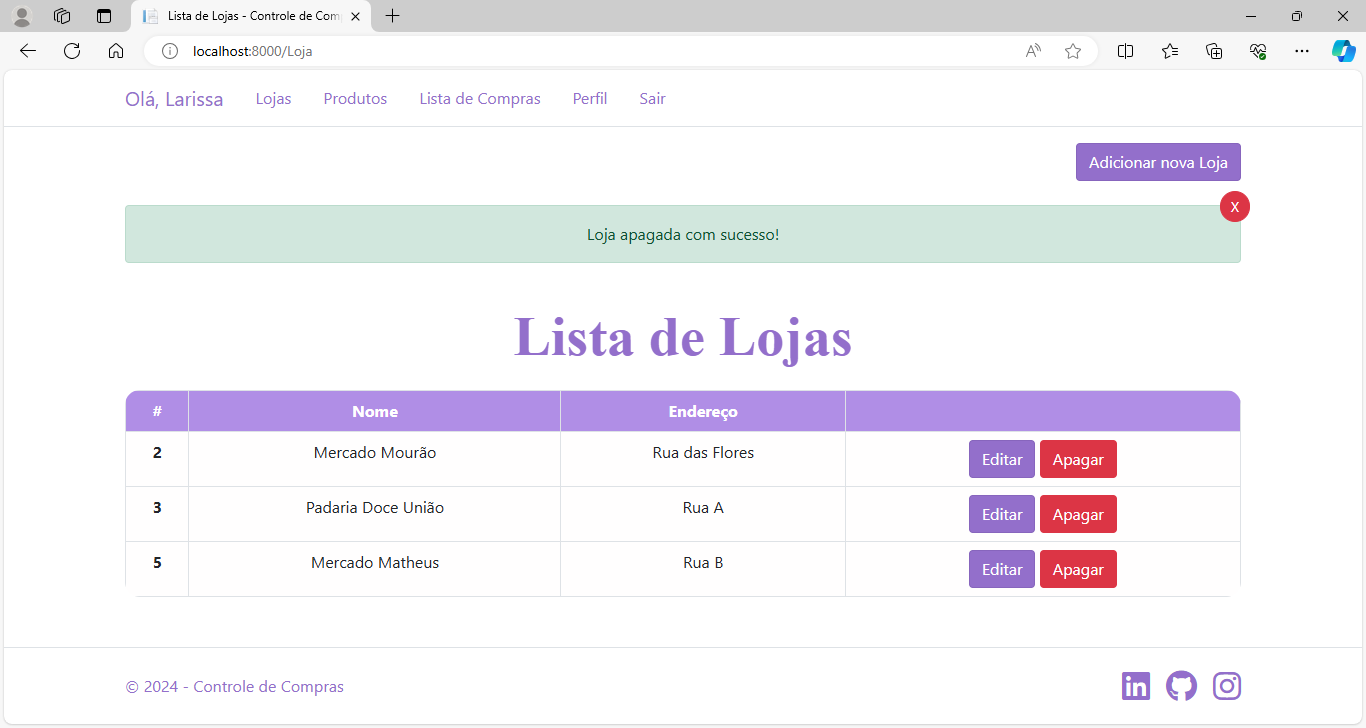 Lista de Lojas - Controle de Com
localhost:8000/Loja
Olá, Larissa Lojas Produtos Lista de Compras Perfil Sair
Adicionar nova Loja
X
Loja apagada com sucesso!
Lista de Lojas
# Nome Endereço
2 Mercado Mourão Rua das Flores Editar Apagar
3 Padaria Doce União Rua A Editar Apagar
5 Mercado Matheus Rua B Editar Apagar
© 2024 - Controle de Compras